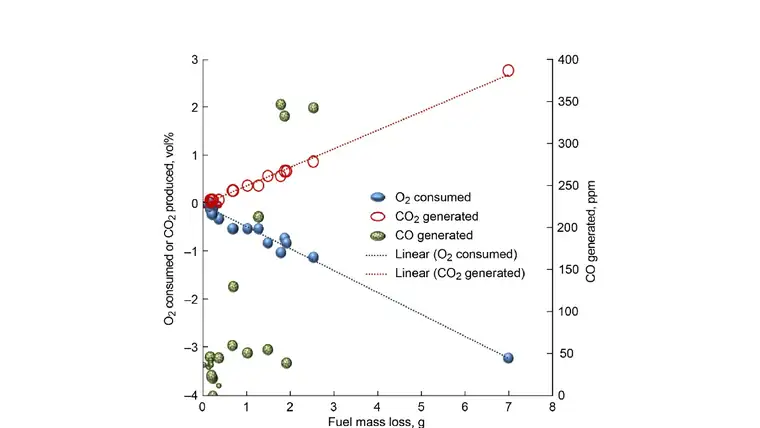 3
2
1
0
−1
−2
−3
−4
O2 consumed or CO2 produced, vol%
400
350
300
250
200
150
100
50
0
CO generated, ppm
O2 consumed
CO2 generated
CO generated
Linear (O2 consumed)
Linear (CO2 generated)
0 1 2 3 4 5 6 7 8
Fuel mass loss, g